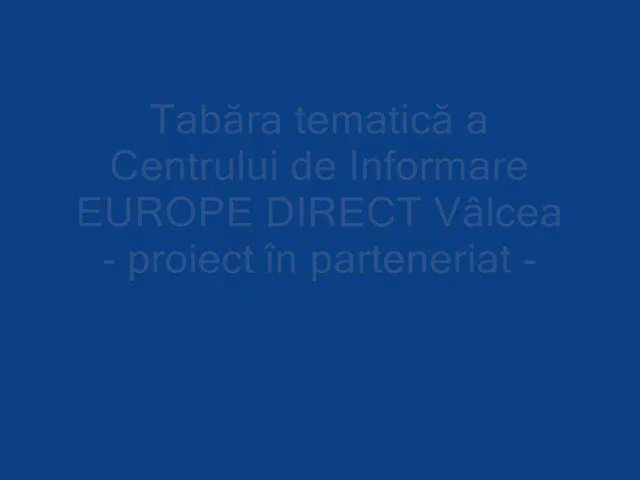 Tabăra tematică a
Centrului de Informare
EUROPE DIRECT Vâlcea
- proiect în parteneriat -